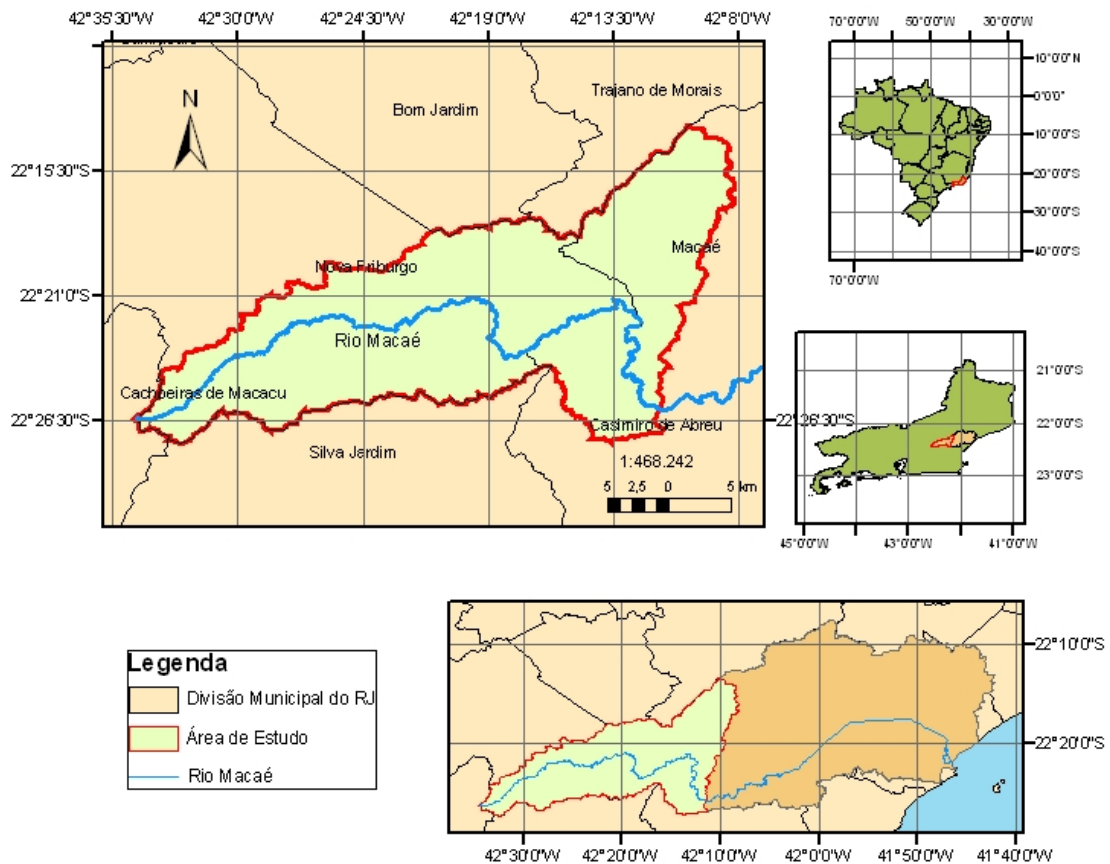 42°35'30"W 42°30'0"W 42°24'30"W 42°19'0"W 42°13'30"W 42°8'0"W
Trajano de Morais
Bom Jardim
N
22°15'30"S
Macaé
Nova Friburgo
22°21'0"S
Rio Macaé
Cachoeiras de Macacu
22°26'30"S
22°26'30"S
Casimiro de Abreu
Silva Jardim
1:468.242
5 2,5 0 5 km
70°0'0"W 50°0'0"W 30°0'0"W
10°0'0"N
0°0'0"
10°0'0"S
20°0'0"S
30°0'0"S
40°0'0"S
70°0'0"W
21°0'0"S
22°0'0"S
23°0'0"S
45°0'0"W 43°0'0"W 41°0'0"W
Legenda
Divisão Municipal do RJ
Área de Estudo
Rio Macaé
22°10'0"S
22°20'0"S
42°30'0"W 42°20'0"W 42°10'0"W 42°0'0"W 41°50'0"W 41°40'0"W